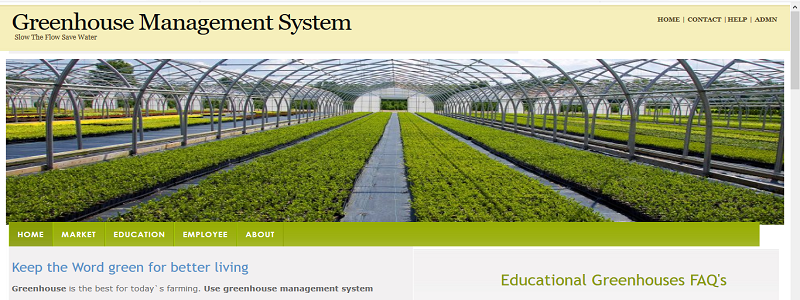 Greenhouse Management System
HOME | CONTACT | HELP | ADMN
Slow The Flow Save Water
HOME MARKET EDUCATION EMPLOYEE ABOUT
Keep the Word green for better living
Greenhouse is the best for today`s farming. Use greenhouse management system
Educational Greenhouses FAQ's